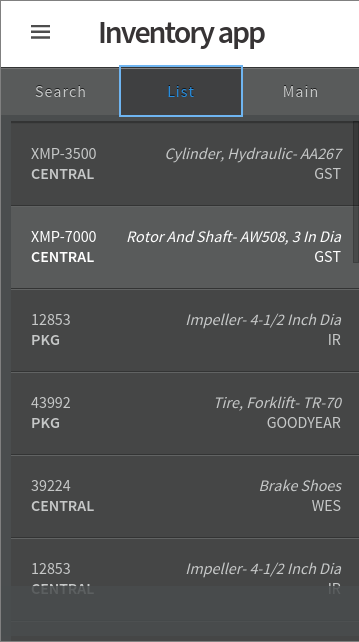 Inventory app
Search List Main
XMP-3500 Cylinder, Hydraulic- AA267
CENTRAL GST
XMP-7000 Rotor And Shaft- AW508, 3 In Dia
CENTRAL GST
12853 Impeller- 4-1/2 Inch Dia
PKG IR
43992 Tire, Forklift- TR-70
PKG GOODYEAR
39224 Brake Shoes
CENTRAL WES
12853 Impeller- 4-1/2 Inch Dia
CENTRAL IR